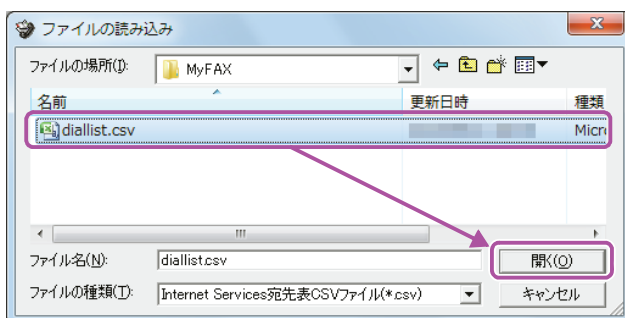 ファイルの読み込み
ファイルの場所(I):
MyFAX
名前 更新日時 種類
diallist.csv Micr
ファイル名(N): diallist.csv 開く(O)
ファイルの種類(T): Internet Services宛先表CSVファイル(*.csv) キャンセル